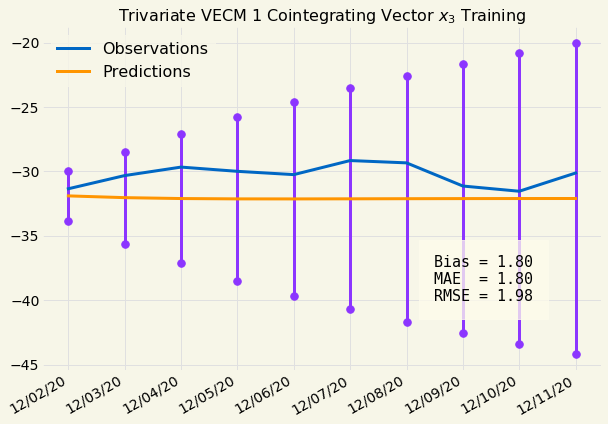 Trivariate VECM 1 Cointegrating Vector x₃ Training
Observations
Predictions
−20
−25
−30
−35
−40
−45
Bias = 1.80
MAE  = 1.80
RMSE = 1.98
12/02/20
12/03/20
12/04/20
12/05/20
12/06/20
12/07/20
12/08/20
12/09/20
12/10/20
12/11/20